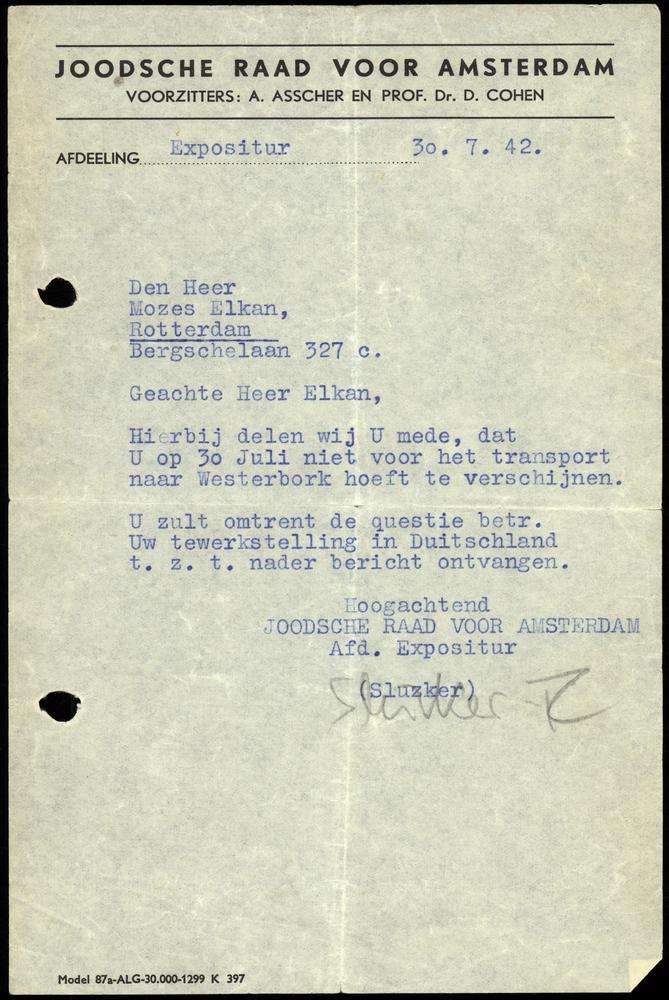 JOODSCHE RAAD VOOR AMSTERDAM
VOORZITTERS: A. ASSCHER EN PROF. Dr. D. COHEN
AFDEELING Expositur 30. 7. 42.
Den Heer
Mozes Elkan,
Rotterdam
Bergschelaan 327 c.
Geachte Heer Elkan,
Hierbij delen wij U mede, dat
U op 30 Juli niet voor het transport
naar Westerbork hoeft te verschijnen.
U zult omtrent de questie betr.
Uw tewerkstelling in Duitschland
t. z. t. nader bericht ontvangen.
Hoogachtend
JOODSCHE RAAD VOOR AMSTERDAM
Afd. Expositur
(Sluzker)
Model 87a-ALG-30.000-1299 K 397